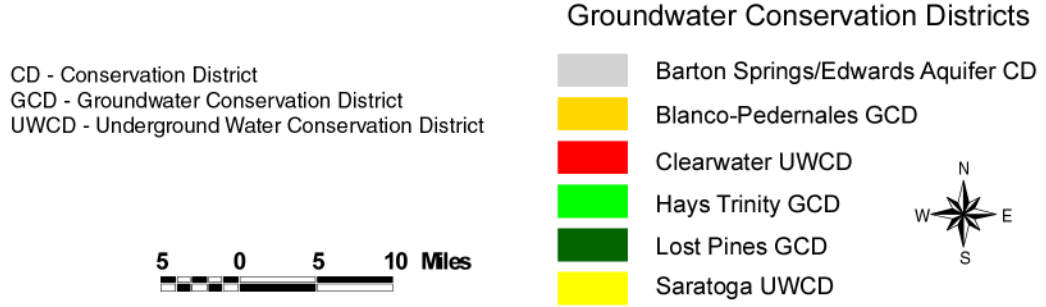 Groundwater Conservation Districts
CD - Conservation District
GCD - Groundwater Conservation District
UWCD - Underground Water Conservation District
Barton Springs/Edwards Aquifer CD
Blanco-Pedernales GCD
Clearwater UWCD
Hays Trinity GCD
Lost Pines GCD
Saratoga UWCD
N
W E
S
5 0 5 10 Miles